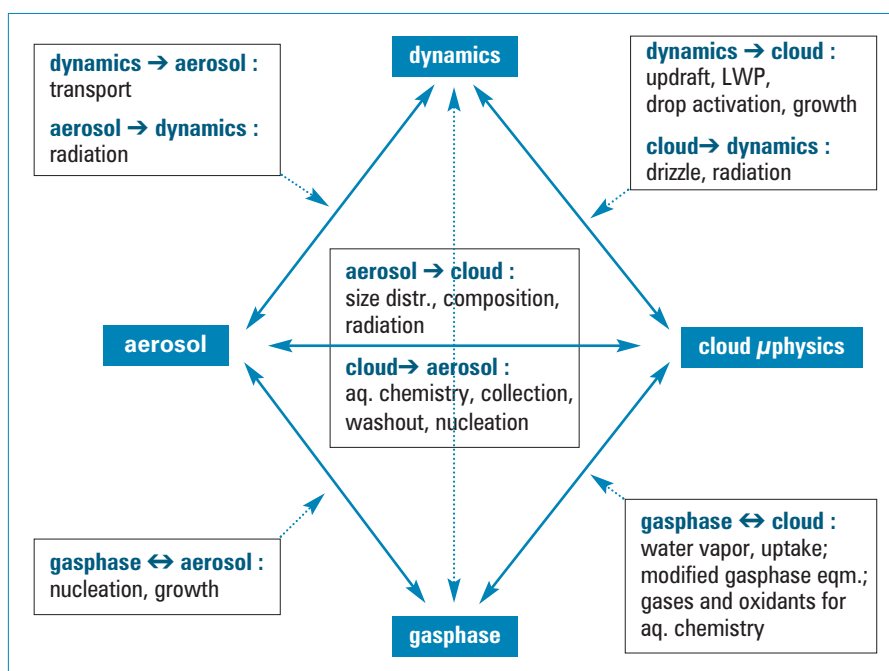 dynamics
dynamics ➔ aerosol :
transport
aerosol ➔ dynamics :
radiation
dynamics ➔ cloud :
updraft, LWP,
drop activation, growth
cloud➔ dynamics :
drizzle, radiation
aerosol ➔ cloud :
size distr., composition,
radiation
aerosol
cloud µphysics
cloud➔ aerosol :
aq. chemistry, collection,
washout, nucleation
gasphase ↔ aerosol :
nucleation, growth
gasphase ↔ cloud :
water vapor, uptake;
modified gasphase eqm.;
gases and oxidants for
aq. chemistry
gasphase